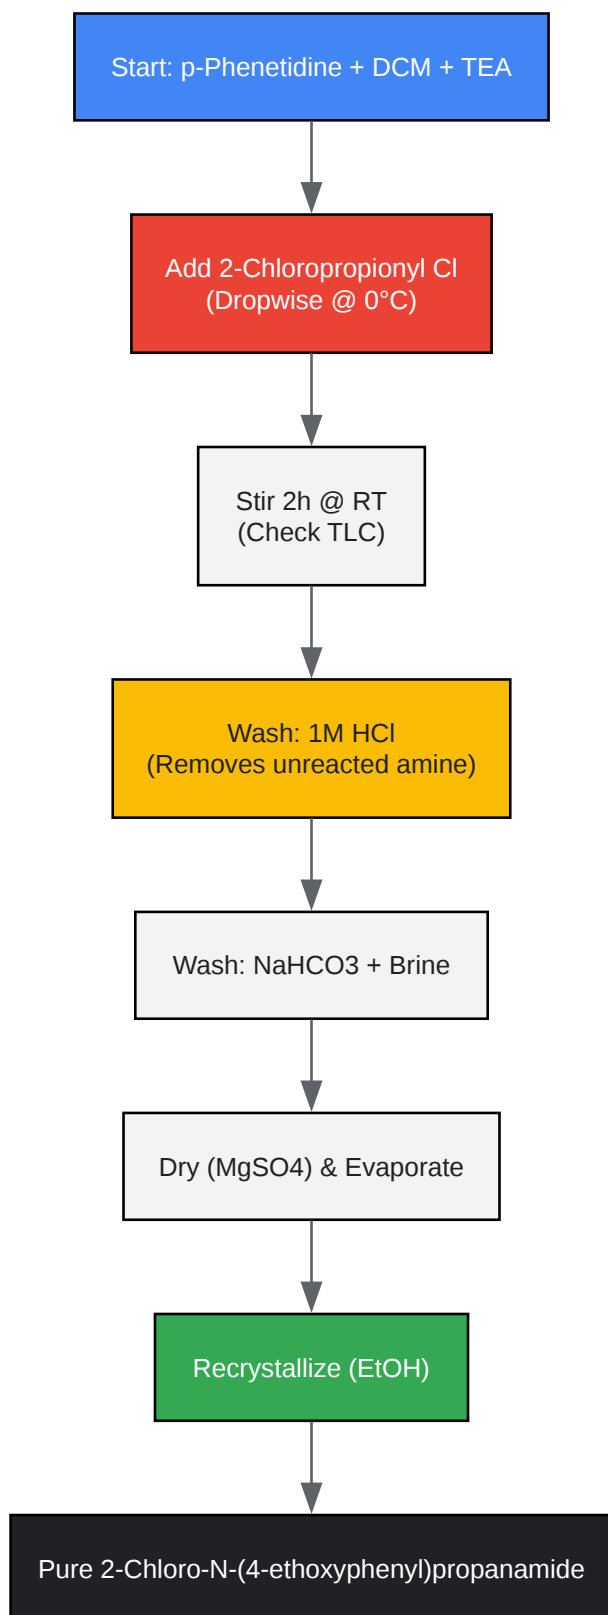 Start: p-Phenetidine + DCM + TEA
Add 2-Chloropropionyl Cl
(Dropwise @ 0°C)
Stir 2h @ RT
(Check TLC)
Wash: 1M HCl
(Removes unreacted amine)
Wash: NaHCO3 + Brine
Dry (MgSO4) & Evaporate
Recrystallize (EtOH)
Pure 2-Chloro-N-(4-ethoxyphenyl)propanamide